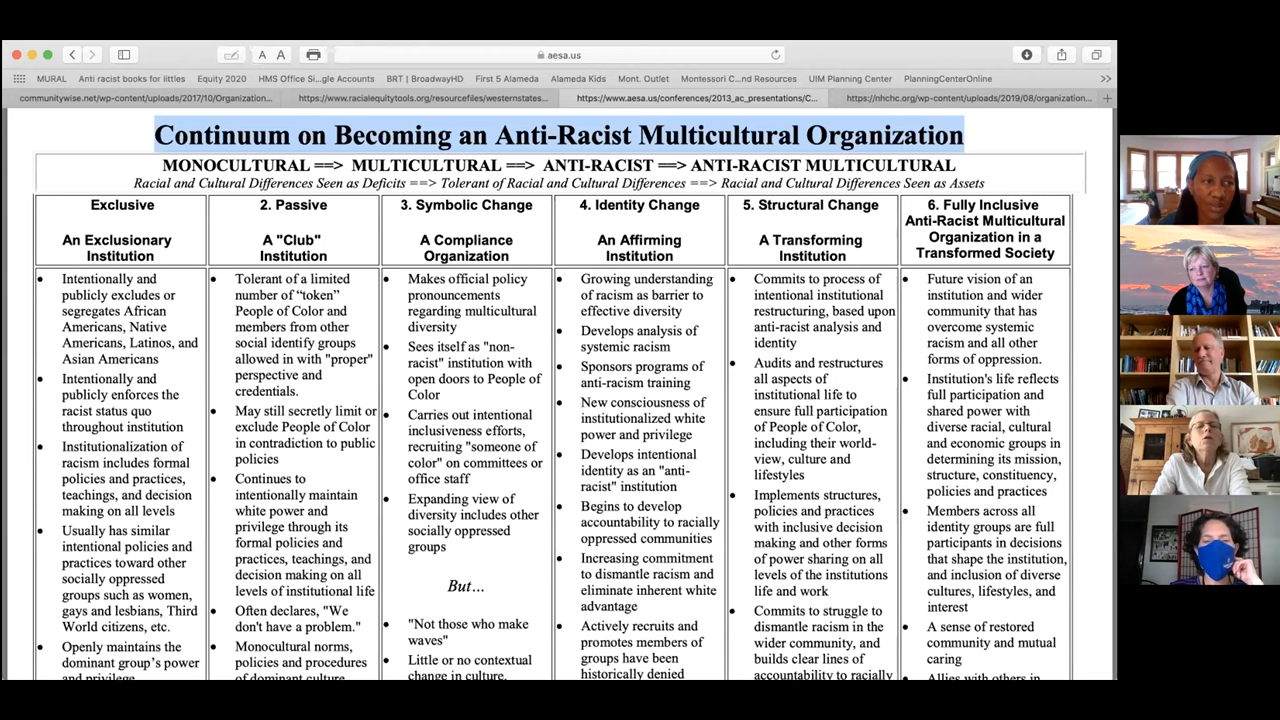 A A
aesa.us
MURAL Anti racist books for iittles Equity 2020 HMS Office Si...gle Accounts BRT | BroadwayHD First 5 Alameda Alameda Kids Mont. Outlet Montessori C...nd Resources UIM Planning Center PlanningCenterOnline >>
communitywise.net/wp-content/uploads/2017/10/Organization... https://www.racialequitytools.org/resourcefiles/westernstates... https://www.aesa.us/conferences/2013_ac_presentations/C... https://nhchc.org/wp-content/uploads/2019/08/organization... +
Continuum on Becoming an Anti-Racist Multicultural Organization
MONOCULTURAL ==> MULTICULTURAL ==> ANTI-RACIST ==> ANTI-RACIST MULTICULTURAL
Racial and Cultural Differences Seen as Deficits ==> Tolerant of Racial and Cultural Differences ==> Racial and Cultural Differences Seen as Assets
Exclusive
An Exclusionary
Institution
• Intentionally and
publicly excludes or
segregates African
Americans, Native
Americans, Latinos, and
Asian Americans
• Intentionally and
publicly enforces the
racist status quo
throughout institution
• Institutionalization of
racism includes formal
policies and practices,
teachings, and decision
making on all levels
• Usually has similar
intentional policies and
practices toward other
socially oppressed
groups such as women,
gays and lesbians, Third
World citizens, etc.
• Openly maintains the
dominant group's power
and privilege
2. Passive
A "Club"
Institution
• Tolerant of a limited
number of “token”
People of Color and
members from other
social identify groups
allowed in with "proper"
perspective and
credentials.
• May still secretly limit or
exclude People of Color
in contradiction to public
policies
• Continues to
intentionally maintain
white power and
privilege through its
formal policies and
practices, teachings, and
decision making on all
levels of institutional life
• Often declares, "We
don't have a problem."
• Monocultural norms,
policies and procedures
of dominant culture
3. Symbolic Change
A Compliance
Organization
• Makes official policy
pronouncements
regarding multicultural
diversity
• Sees itself as "non-
racist" institution with
open doors to People of
Color
• Carries out intentional
inclusiveness efforts,
recruiting "someone of
color" on committees or
office staff
• Expanding view of
diversity includes other
socially oppressed
groups
But…
• "Not those who make
waves"
• Little or no contextual
change in culture,
4. Identity Change
An Affirming
Institution
• Growing understanding
of racism as barrier to
effective diversity
• Develops analysis of
systemic racism
• Sponsors programs of
anti-racism training
• New consciousness of
institutionalized white
power and privilege
• Develops intentional
identity as an "anti-
racist" institution
• Begins to develop
accountability to racially
oppressed communities
• Increasing commitment
to dismantle racism and
eliminate inherent white
advantage
• Actively recruits and
promotes members of
groups have been
historically denied
5. Structural Change
A Transforming
Institution
• Commits to process of
intentional institutional
restructuring, based upon
anti-racist analysis and
identity
• Audits and restructures
all aspects of
institutional life to
ensure full participation
of People of Color,
including their world-
view, culture and
lifestyles
• Implements structures,
policies and practices
with inclusive decision
making and other forms
of power sharing on all
levels of the institutions
life and work
• Commits to struggle to
dismantle racism in the
wider community, and
builds clear lines of
accountability to racially
6. Fully Inclusive
Anti-Racist Multicultural
Organization in a
Transformed Society
• Future vision of an
institution and wider
community that has
overcome systemic
racism and all other
forms of oppression.
• Institution's life reflects
full participation and
shared power with
diverse racial, cultural
and economic groups in
determining its mission,
structure, constituency,
policies and practices
• Members across all
identity groups are full
participants in decisions
that shape the institution,
and inclusion of diverse
cultures, lifestyles, and
interest
• A sense of restored
community and mutual
caring
• Allies with others in